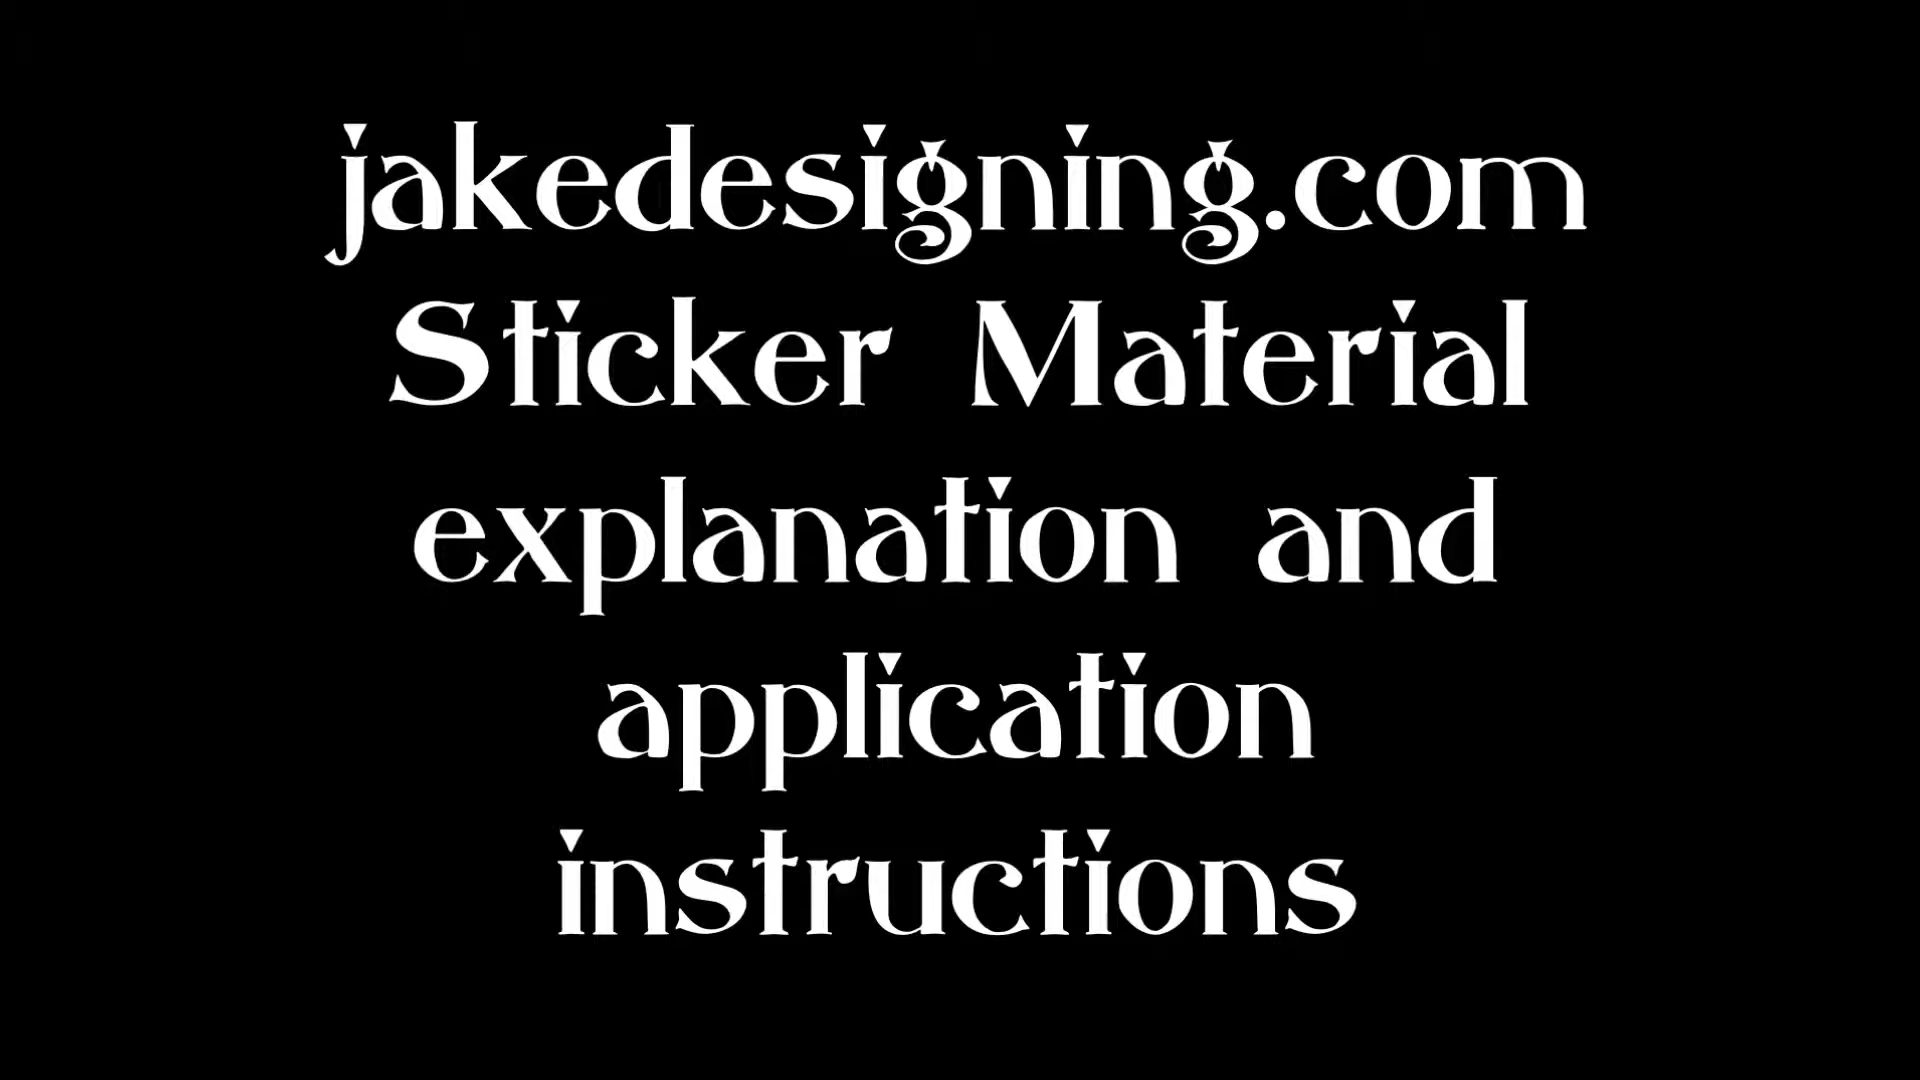 jakedesigning.com
Sticker Material
explanation and
application
instructions